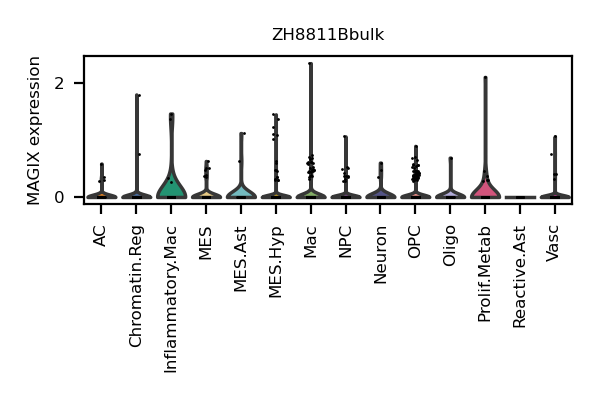 ZH8811Bbulk
MAGIX expression
2
0
AC
Chromatin.Reg
Inflammatory.Mac
MES
MES.Ast
MES.Hyp
Mac
NPC
Neuron
OPC
Oligo
Prolif.Metab
Reactive.Ast
Vasc